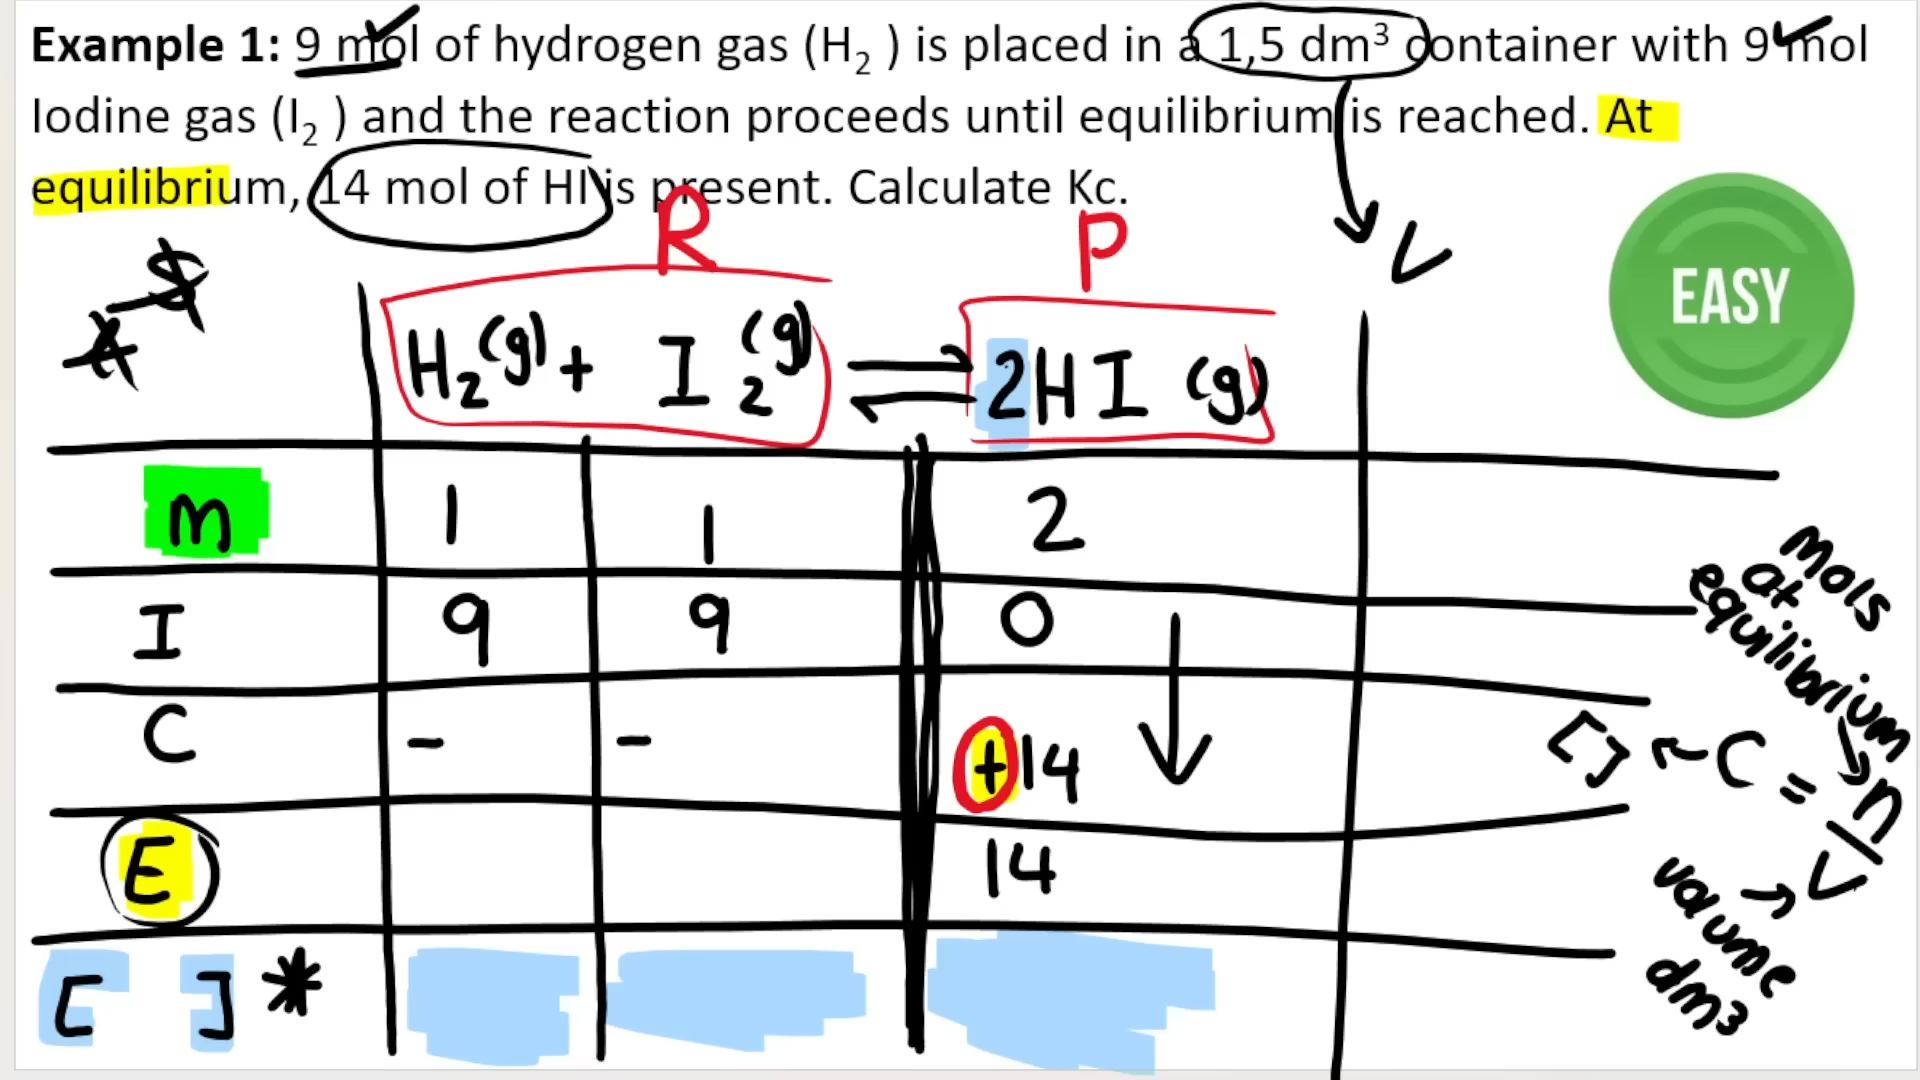 Example 1: 9 mol of hydrogen gas (H₂ ) is placed in a 1,5 dm³ container with 9 mol
Iodine gas (I₂ ) and the reaction proceeds until equilibrium is reached. At
equilibrium, 14 mol of HI is present. Calculate Kc.
R P V
EASY
H₂(g) + I₂(g) ⇌ 2HI (g)
M 1 1 2
I 9 9 0
C - - +14
E 14
[ ] *
mols
at
equilibrium
[] ← C = n/V
volume
dm3